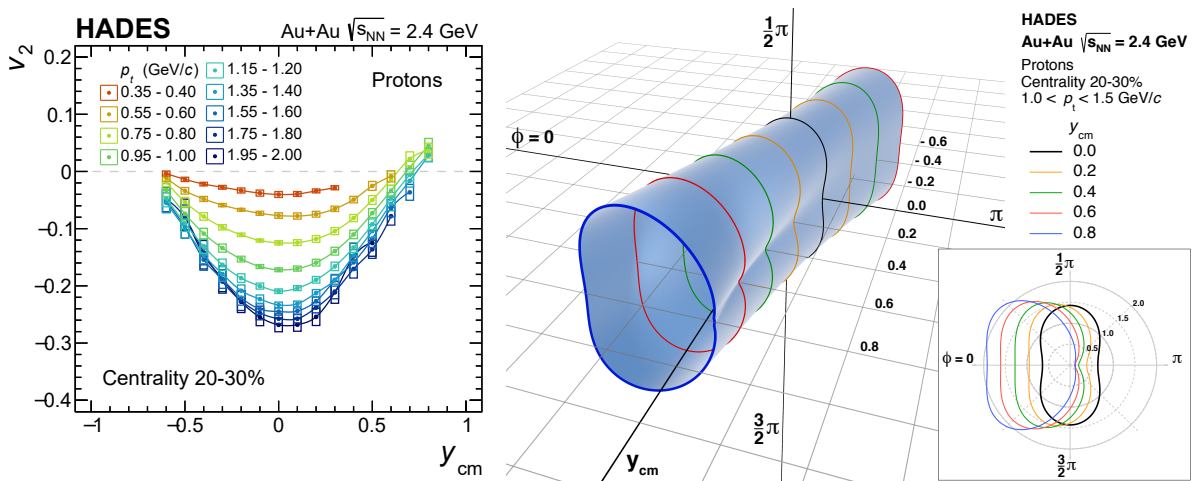 HADES
Au+Au √sNN = 2.4 GeV
v2
0.2
0.1
0
−0.1
−0.2
−0.3
−0.4
pt (GeV/c)
0.35 - 0.40
0.55 - 0.60
0.75 - 0.80
0.95 - 1.00
1.15 - 1.20
1.35 - 1.40
1.55 - 1.60
1.75 - 1.80
1.95 - 2.00
Protons
Centrality 20-30%
−1
−0.5
0
0.5
1
ycm
1/2 π
ϕ = 0
π
3/2 π
ycm
- 0.6
- 0.4
- 0.2
0.0
0.2
0.4
0.6
0.8
HADES
Au+Au √sNN = 2.4 GeV
Protons
Centrality 20-30%
1.0 < pt < 1.5 GeV/c
ycm
0.0
0.2
0.4
0.6
0.8
1/2 π
ϕ = 0
π
3/2 π
2.0
1.5
1.0
0.5